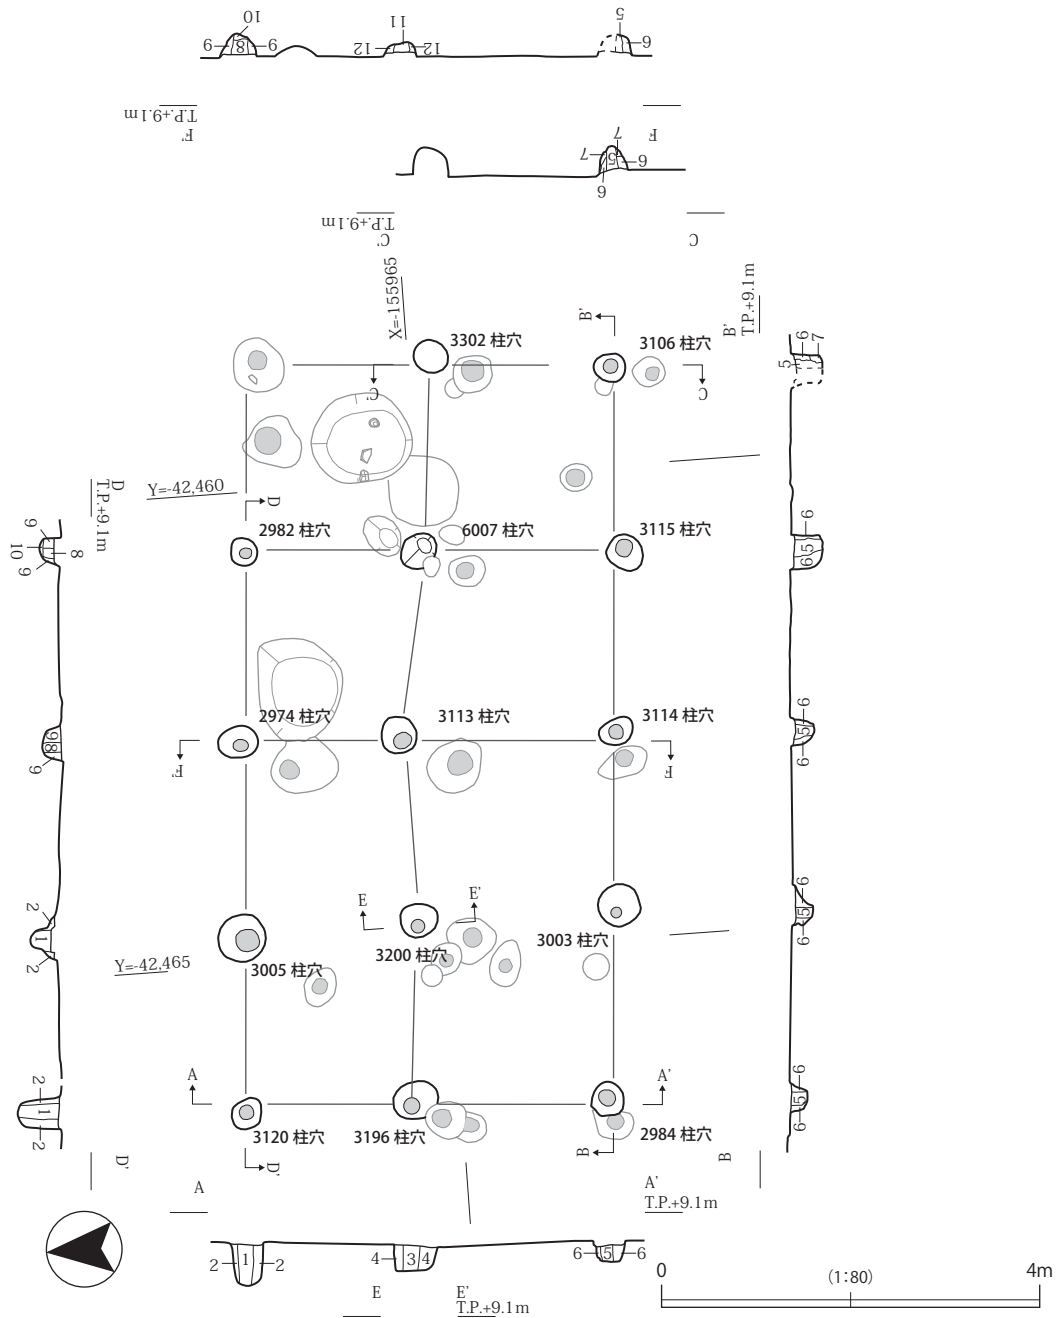 10
9
8
9
11
12
12
5
6
T.P.+9.1m
F'
F
7
7
5
6
6
T.P.+9.1m
C'
C
X=-155965
B'
B'
T.P.+9.1m
3302 柱穴
3106 柱穴
C'
C
5
6
7
D
T.P.+9.1m
Y=-42,460
D
2982 柱穴
6007 柱穴
3115 柱穴
9
10
8
9
6
5
6
2974 柱穴
3113 柱穴
3114 柱穴
F'
F
9
8
9
6
5
6
E
E'
3005 柱穴
3200 柱穴
3003 柱穴
2
1
2
6
5
6
Y=-42,465
A
A'
3120 柱穴
3196 柱穴
2984 柱穴
2
1
2
6
5
6
D'
D'
B
B
A
A'
T.P.+9.1m
2
1
2
4
3
4
6
5
6
E
E'
T.P.+9.1m
0
(1:80)
4m